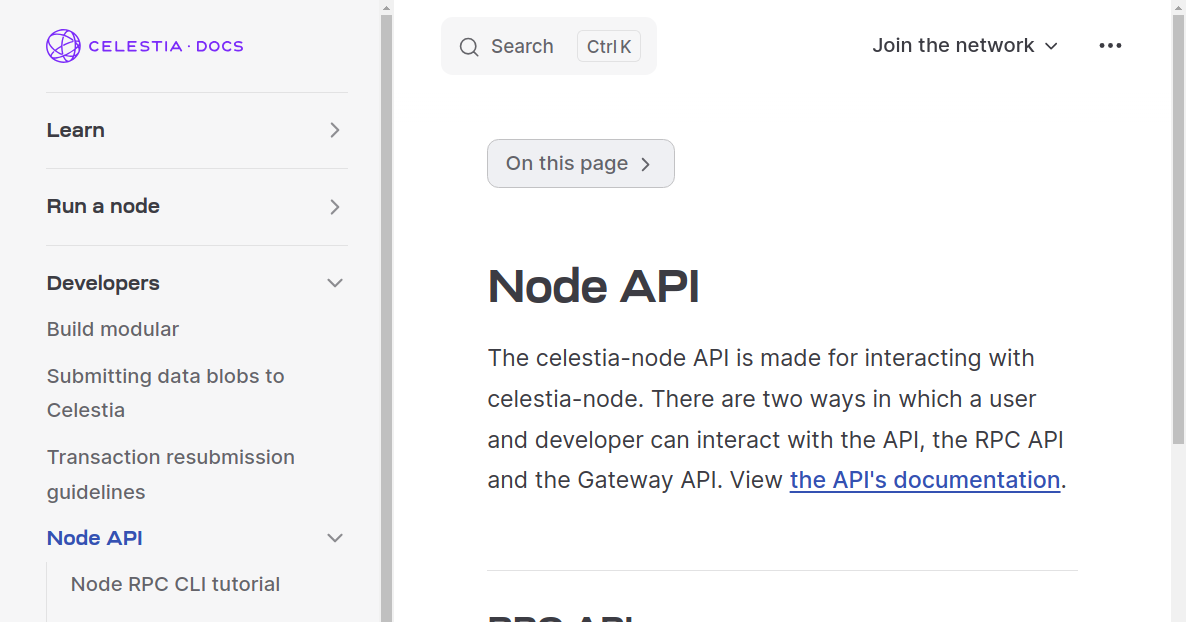 CELESTIA · DOCS
Learn
Run a node
Developers
Build modular
Submitting data blobs to
Celestia
Transaction resubmission
guidelines
Node API
Node RPC CLI tutorial
Search
Ctrl K
Join the network
On this page
Node API
The celestia-node API is made for interacting with
celestia-node. There are two ways in which a user
and developer can interact with the API, the RPC API
and the Gateway API. View the API's documentation.
RPC API